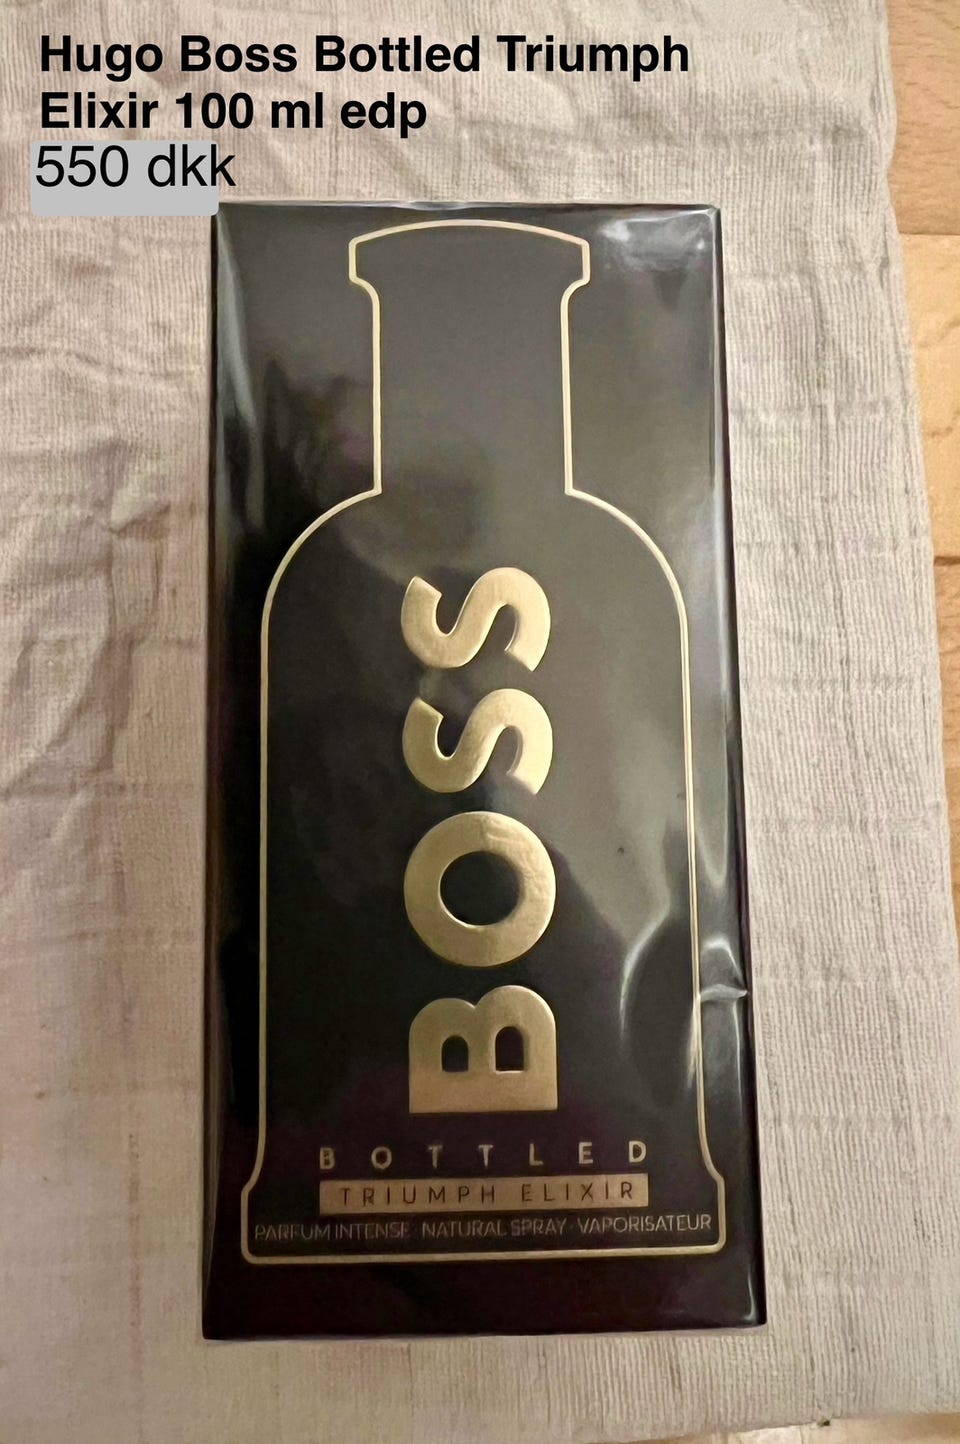 Hugo Boss Bottled Triumph
Elixir 100 ml edp
550 dkk
BOSS
BOTTLED
TRIUMPH ELIXIR
PARFUM INTENSE · NATURAL SPRAY · VAPORISATEUR